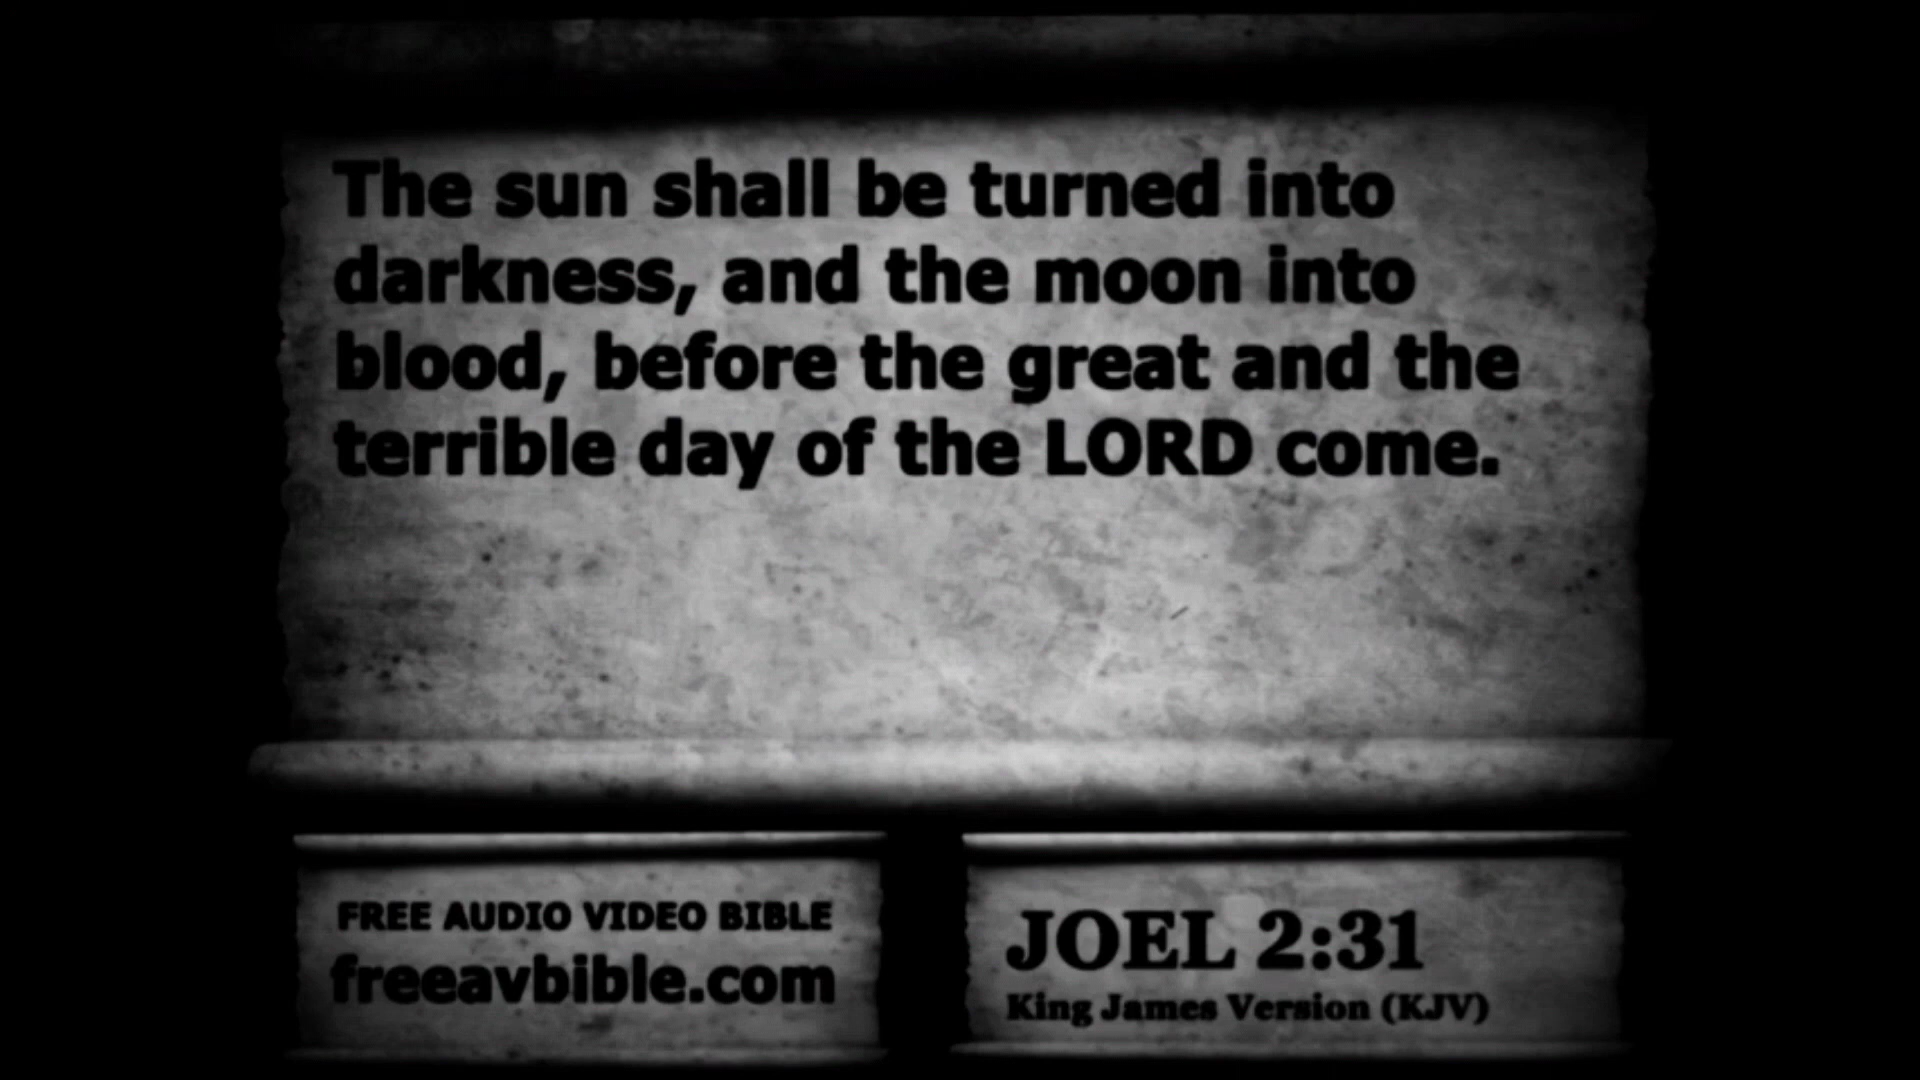 The sun shall be turned into
darkness, and the moon into
blood, before the great and the
terrible day of the LORD come.
FREE AUDIO VIDEO BIBLE
freeavbible.com
JOEL 2:31
King James Version (KJV)